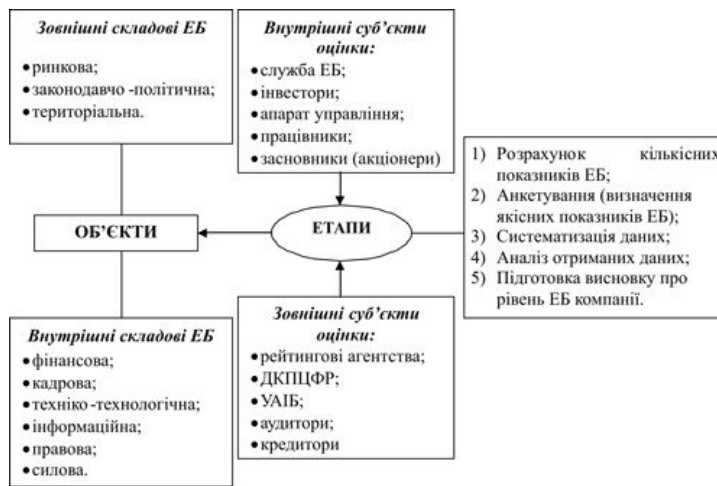 Зовнішні складові ЕБ
•ринкова;
•законодавчо -політична;
•територіальна.
Внутрішні суб’єкти
оцінки:
•служба ЕБ;
•інвестори;
•апарат управління;
•працівники;
•засновники (акціонери)
ОБ’ЄКТИ
ЕТАПИ
1) Розрахунок кількісних
показників ЕБ;
2) Анкетування (визначення
якісних показників ЕБ);
3) Систематизація даних;
4) Аналіз отриманих даних;
5) Підготовка висновку про
рівень ЕБ компанії.
Внутрішні складові ЕБ
•фінансова;
•кадрова;
•техніко -технологічна;
•інформаційна;
•правова;
•силова.
Зовнішні суб’єкти
оцінки:
•рейтингові агентства;
•ДКПЦФР;
•УАІБ;
•аудитори;
•кредитори